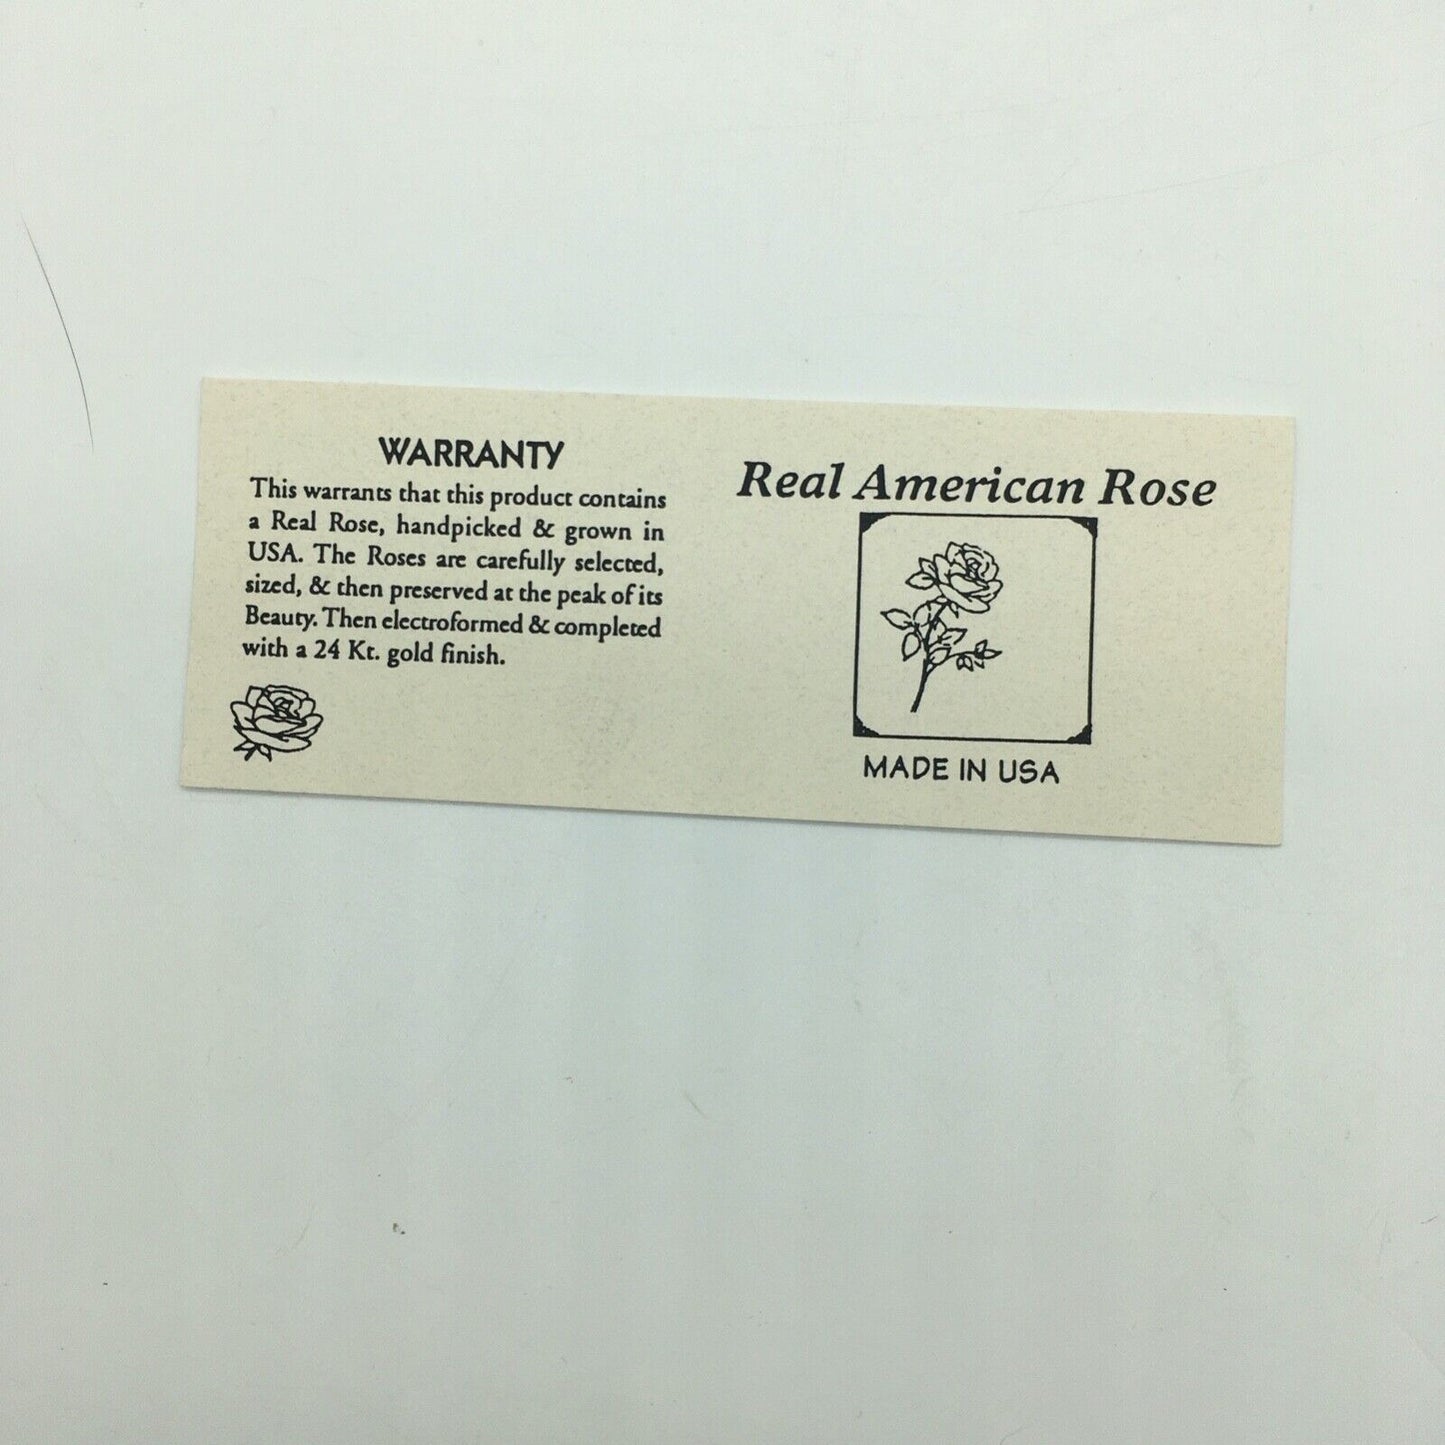 WARRANTY
This warrants that this product contains
a Real Rose, handpicked & grown in
USA. The Roses are carefully selected,
sized, & then preserved at the peak of its
Beauty. Then electroformed & completed
with a 24 Kt. gold finish.
Real American Rose
MADE IN USA